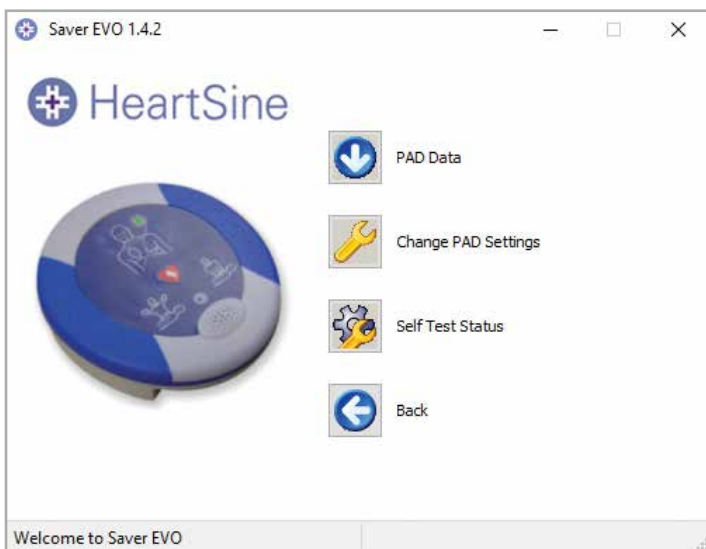 Saver EVO 1.4.2
HeartSine
PAD Data
Change PAD Settings
Self Test Status
Back
Welcome to Saver EVO